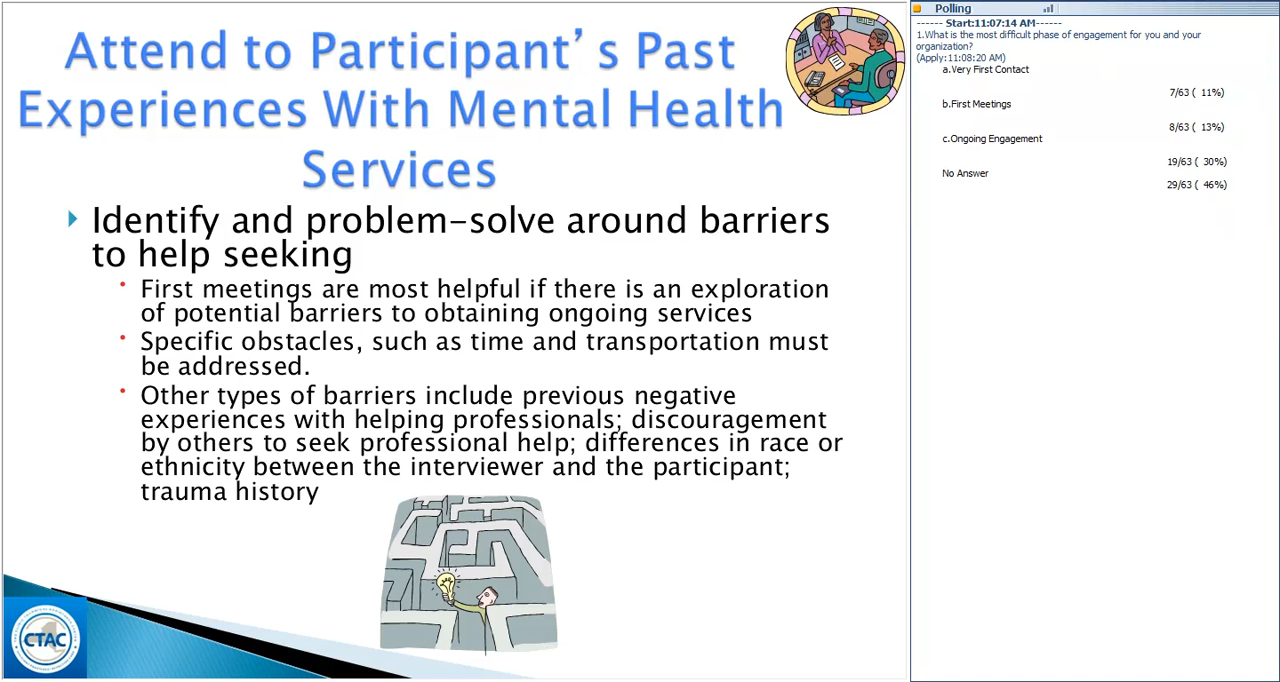 Attend to Participant's Past
Experiences With Mental Health
Services
Identify and problem-solve around barriers
to help seeking
First meetings are most helpful if there is an exploration
of potential barriers to obtaining ongoing services
Specific obstacles, such as time and transportation must
be addressed.
Other types of barriers include previous negative
experiences with helping professionals; discouragement
by others to seek professional help; differences in race or
ethnicity between the interviewer and the participant;
trauma history
CTAC
Polling
------ Start:11:07:14 AM------
1.What is the most difficult phase of engagement for you and your
organization?
(Apply:11:08:20 AM)
a.Very First Contact
7/63 ( 11%)
b.First Meetings
8/63 ( 13%)
c.Ongoing Engagement
19/63 ( 30%)
No Answer
29/63 ( 46%)